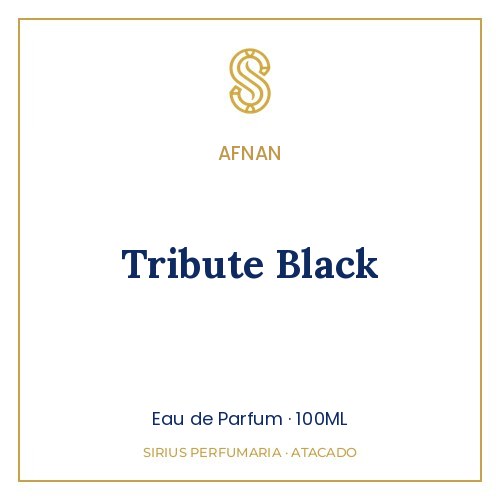 AFNAN
Tribute Black
Eau de Parfum · 100ML
SIRIUS PERFUMARIA · ATACADO